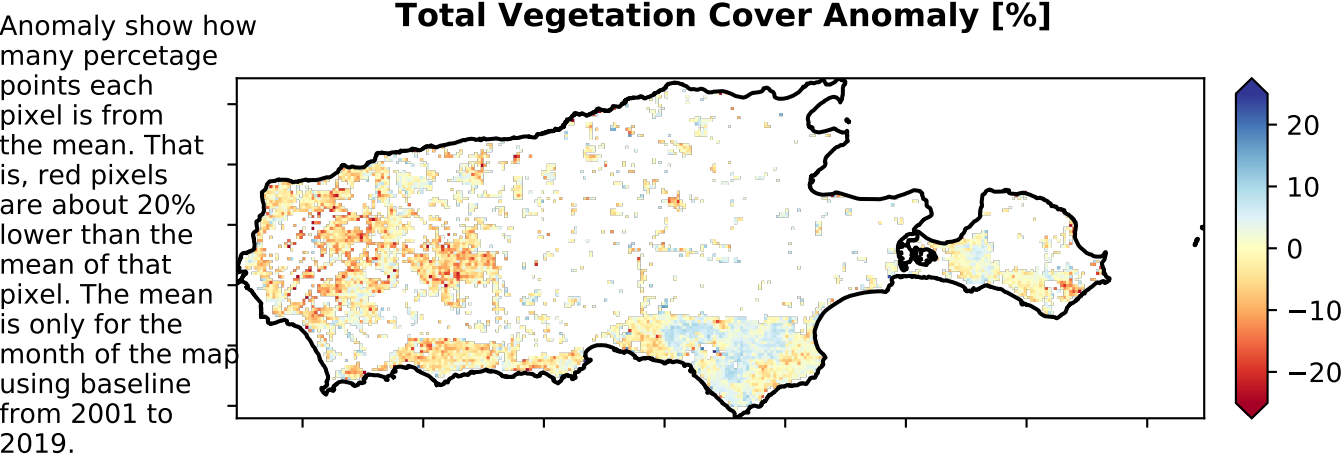 Total Vegetation Cover Anomaly [%]
Anomaly show how
many percetage
points each
pixel is from
the mean. That
is, red pixels
are about 20%
lower than the
mean of that
pixel. The mean
is only for the
month of the map
using baseline
from 2001 to
2019.
20
10
0
−10
−20